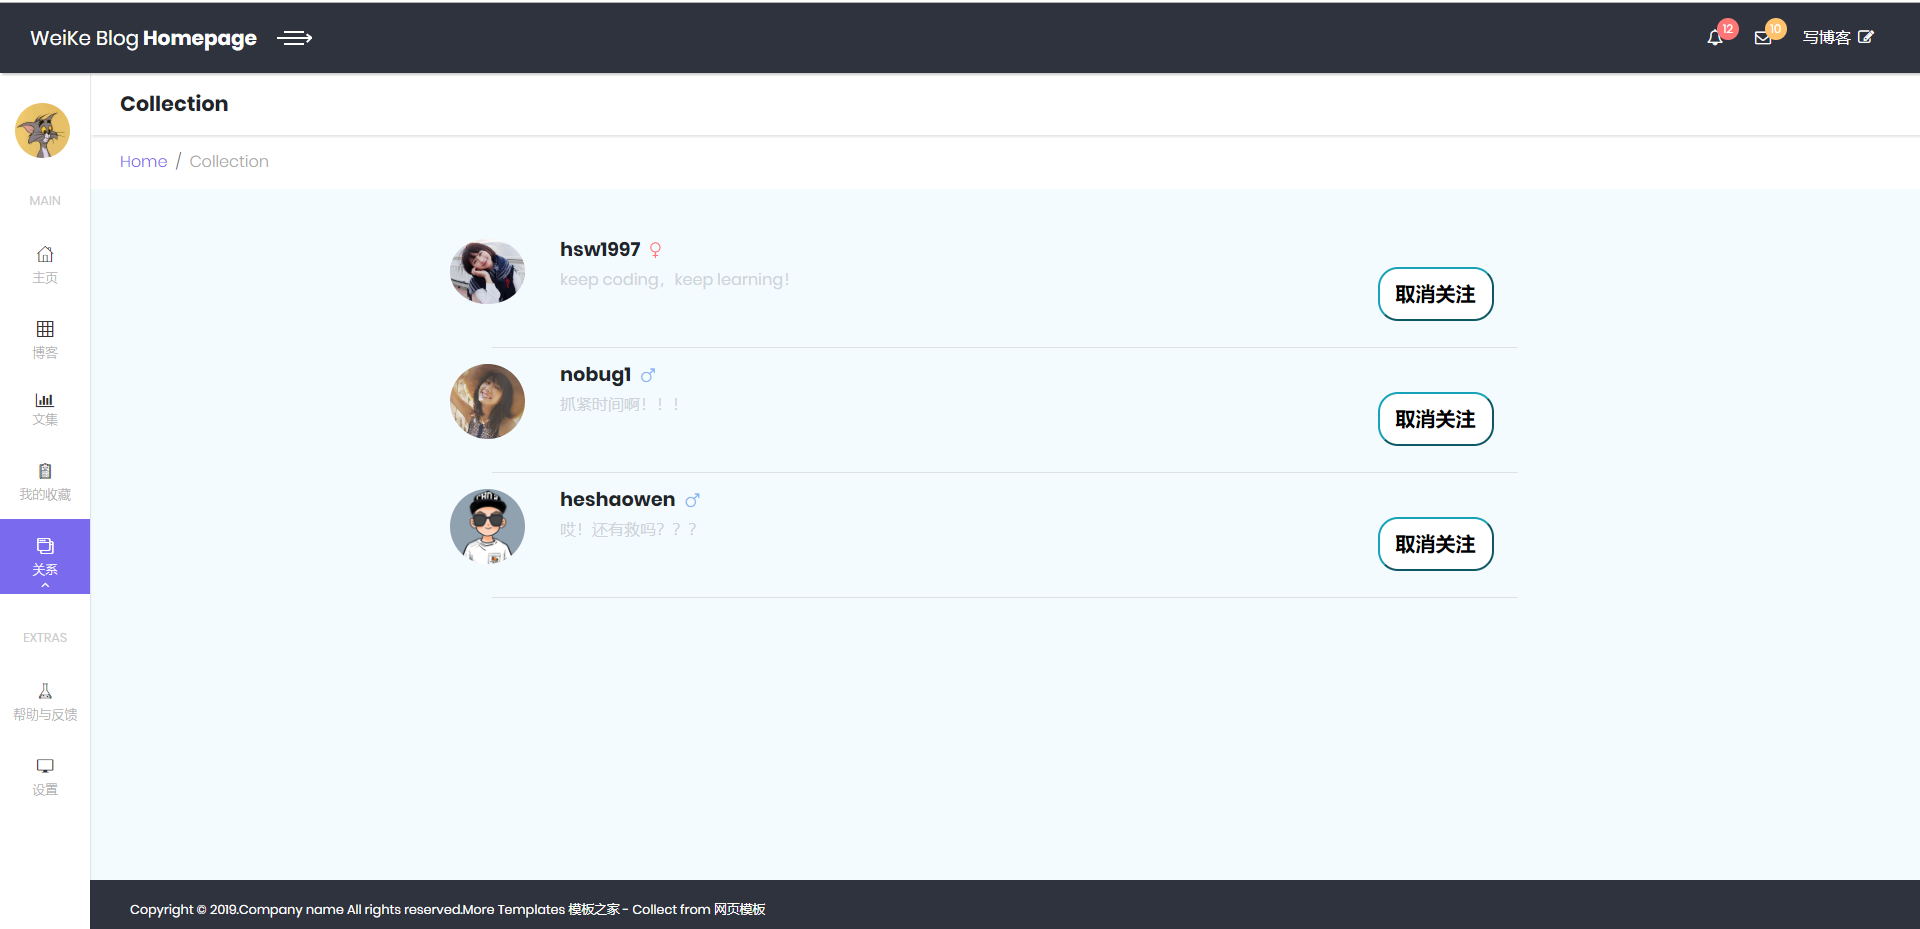 WeiKe Blog Homepage
12
10
写博客
Collection
Home / Collection
MAIN
主页
博客
文集
我的收藏
关系
EXTRAS
帮助与反馈
设置
hsw1997
keep coding，keep learning!
取消关注
nobug1
抓紧时间啊！！！
取消关注
heshaowen
哎！还有救吗？？？
取消关注
Copyright © 2019.Company name All rights reserved.More Templates 模板之家 - Collect from 网页模板